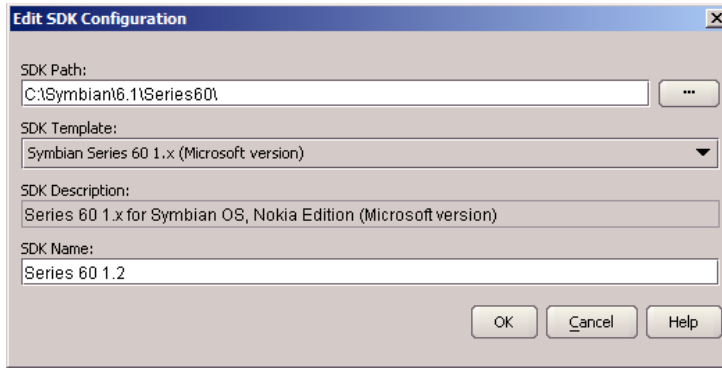 Edit SDK Configuration
SDK Path:
C:\Symbian\6.1\Series60\
...
SDK Template:
Symbian Series 60 1.x (Microsoft version)
SDK Description:
Series 60 1.x for Symbian OS, Nokia Edition (Microsoft version)
SDK Name:
Series 60 1.2
OK Cancel Help